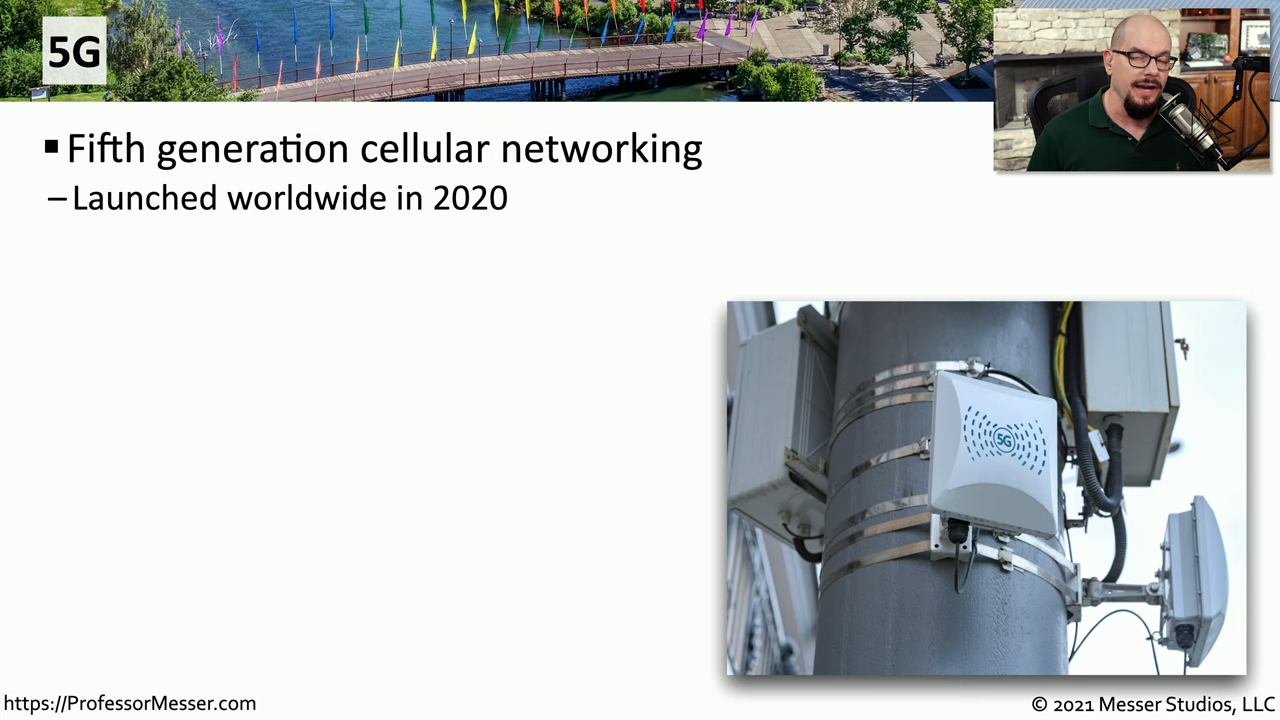 5G
▪ Fifth generation cellular networking
– Launched worldwide in 2020
5G
https://ProfessorMesser.com
© 2021 Messer Studios, LLC